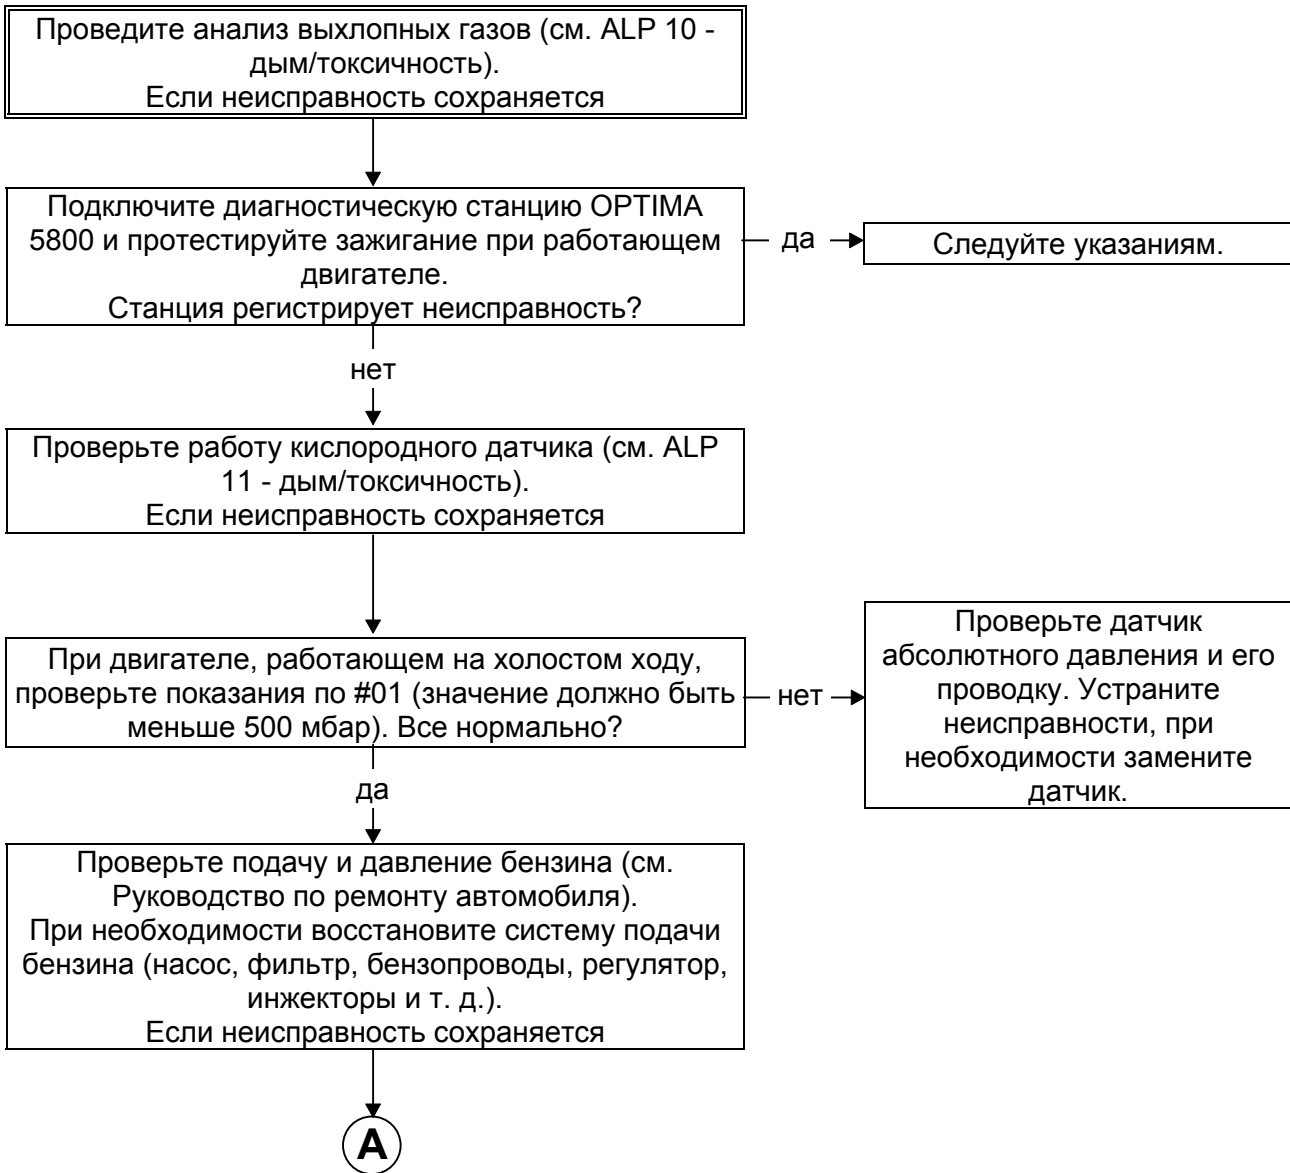 Проведите анализ выхлопных газов (см. ALP 10 -
дым/токсичность).
Если неисправность сохраняется
Подключите диагностическую станцию OPTIMA
5800 и протестируйте зажигание при работающем
двигателе.
Станция регистрирует неисправность?
да
Следуйте указаниям.
нет
Проверьте работу кислородного датчика (см. ALP
11 - дым/токсичность).
Если неисправность сохраняется
При двигателе, работающем на холостом ходу,
проверьте показания по #01 (значение должно быть
меньше 500 мбар). Все нормально?
нет
Проверьте датчик
абсолютного давления и его
проводку. Устраните
неисправности, при
необходимости замените
датчик.
да
Проверьте подачу и давление бензина (см.
Руководство по ремонту автомобиля).
При необходимости восстановите систему подачи
бензина (насос, фильтр, бензопроводы, регулятор,
инжекторы и т. д.).
Если неисправность сохраняется
A